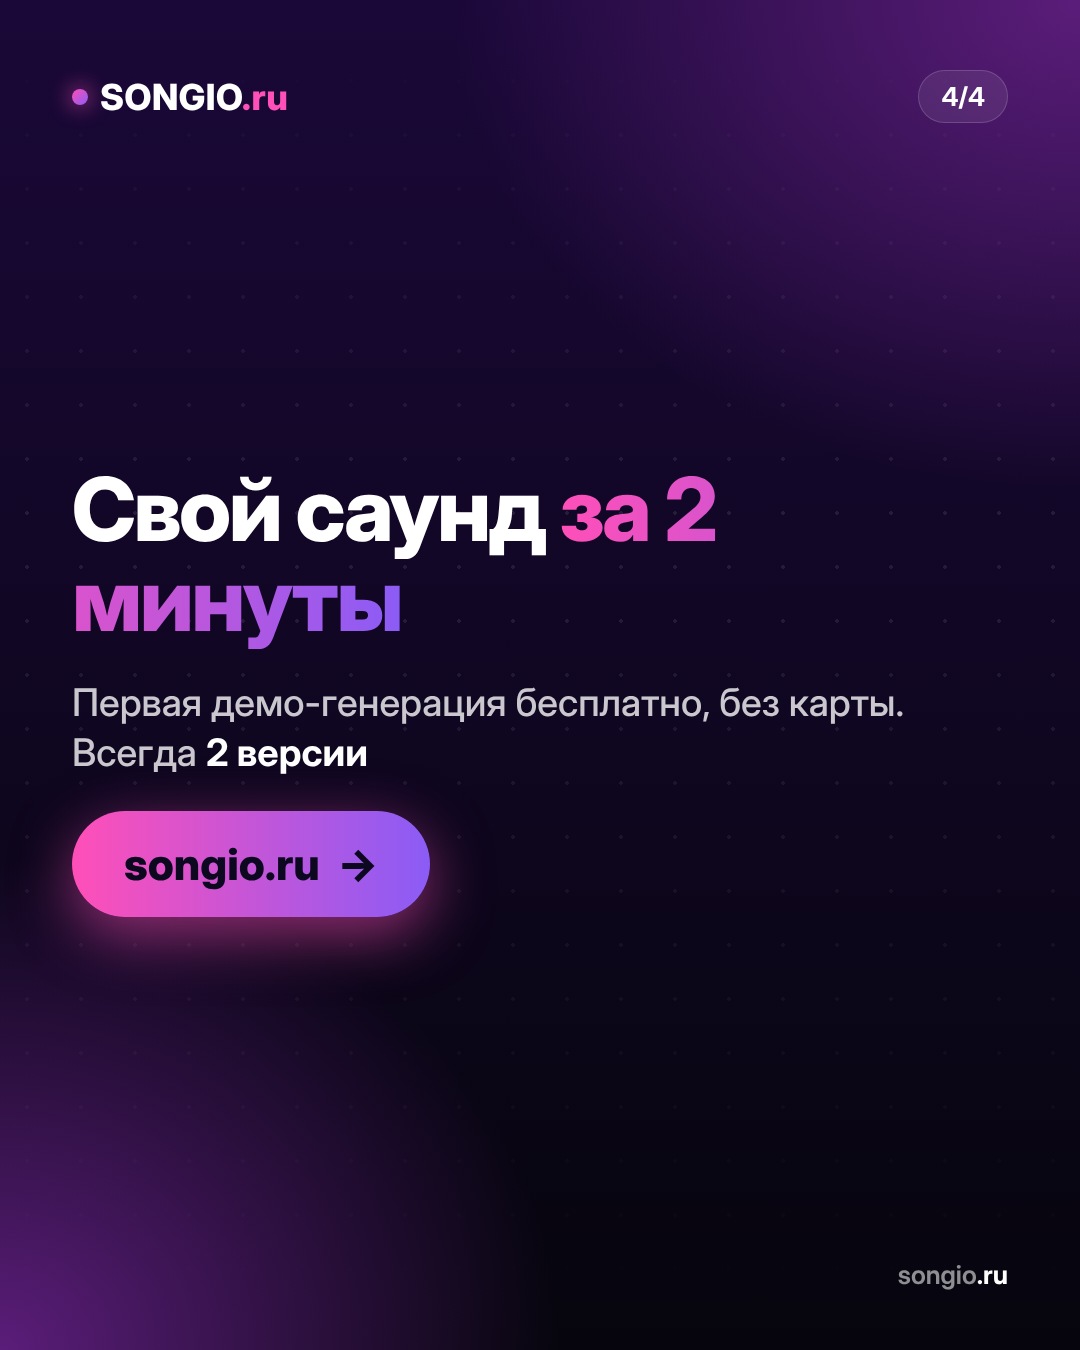 SONGIO.ru
4/4
Свой саунд за 2
минуты
Первая демо-генерация бесплатно, без карты.
Всегда 2 версии
songio.ru →
songio.ru